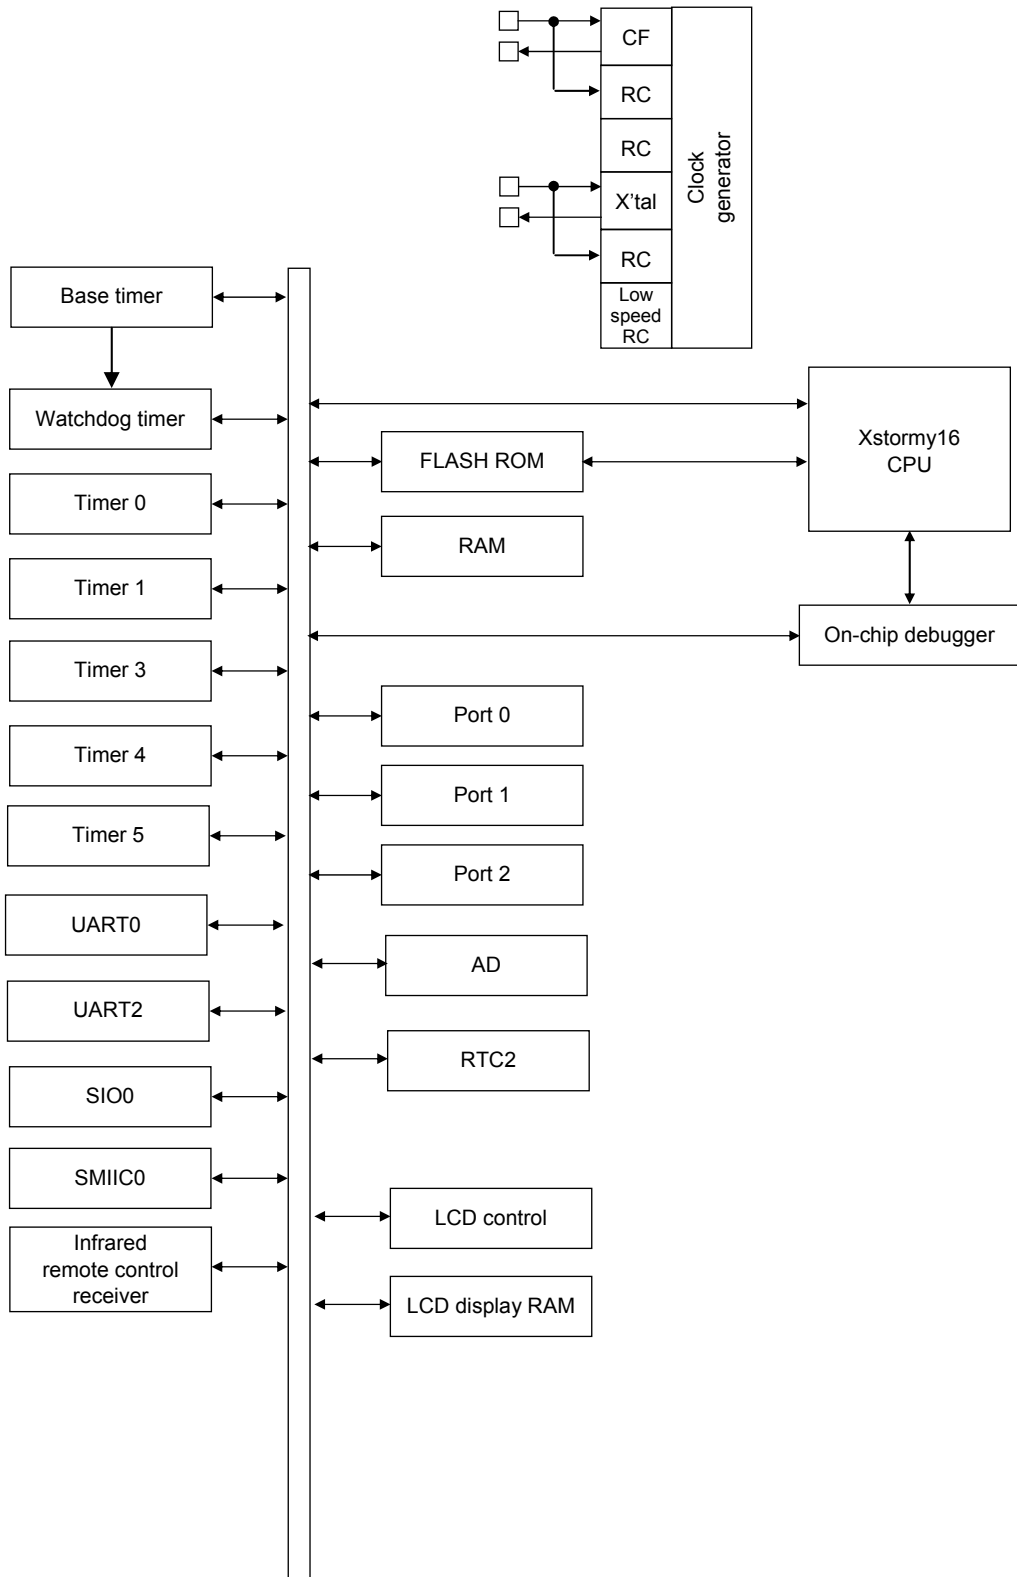 CF
RC
RC
X'tal
RC
Low
speed
RC
Clock
generator
Base timer
Watchdog timer
Timer 0
Timer 1
Timer 3
Timer 4
Timer 5
UART0
UART2
SIO0
SMIIC0
Infrared
remote control
receiver
FLASH ROM
RAM
Port 0
Port 1
Port 2
AD
RTC2
LCD control
LCD display RAM
Xstormy16
CPU
On-chip debugger